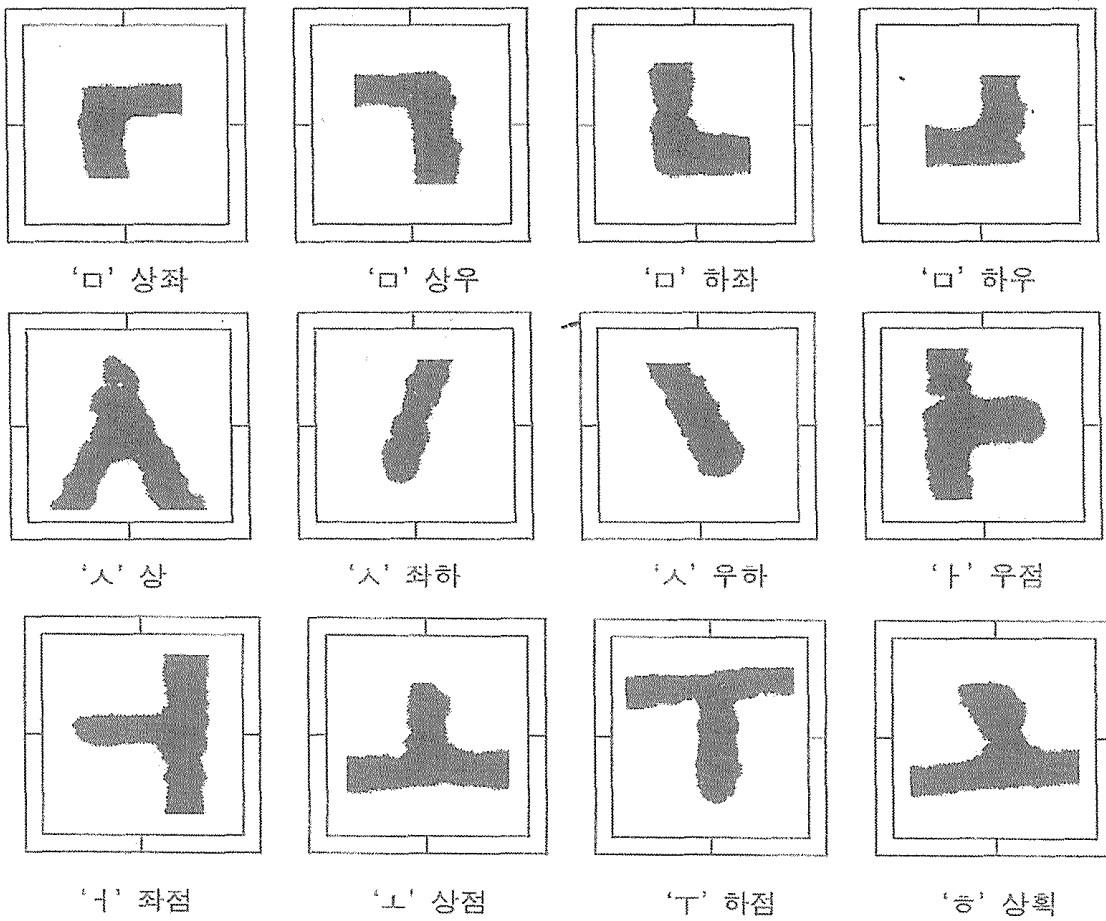 ‘ㅁ’ 상좌 ‘ㅁ’ 상우 ‘ㅁ’ 하좌 ‘ㅁ’ 하우
‘ㅅ’ 상 ‘ㅅ’ 좌하 ‘ㅅ’ 우하 ‘ㅏ’ 우점
‘ㅓ’ 좌점 ‘ㅗ’ 상점 ‘ㅜ’ 하점 ‘ㅎ’ 상획